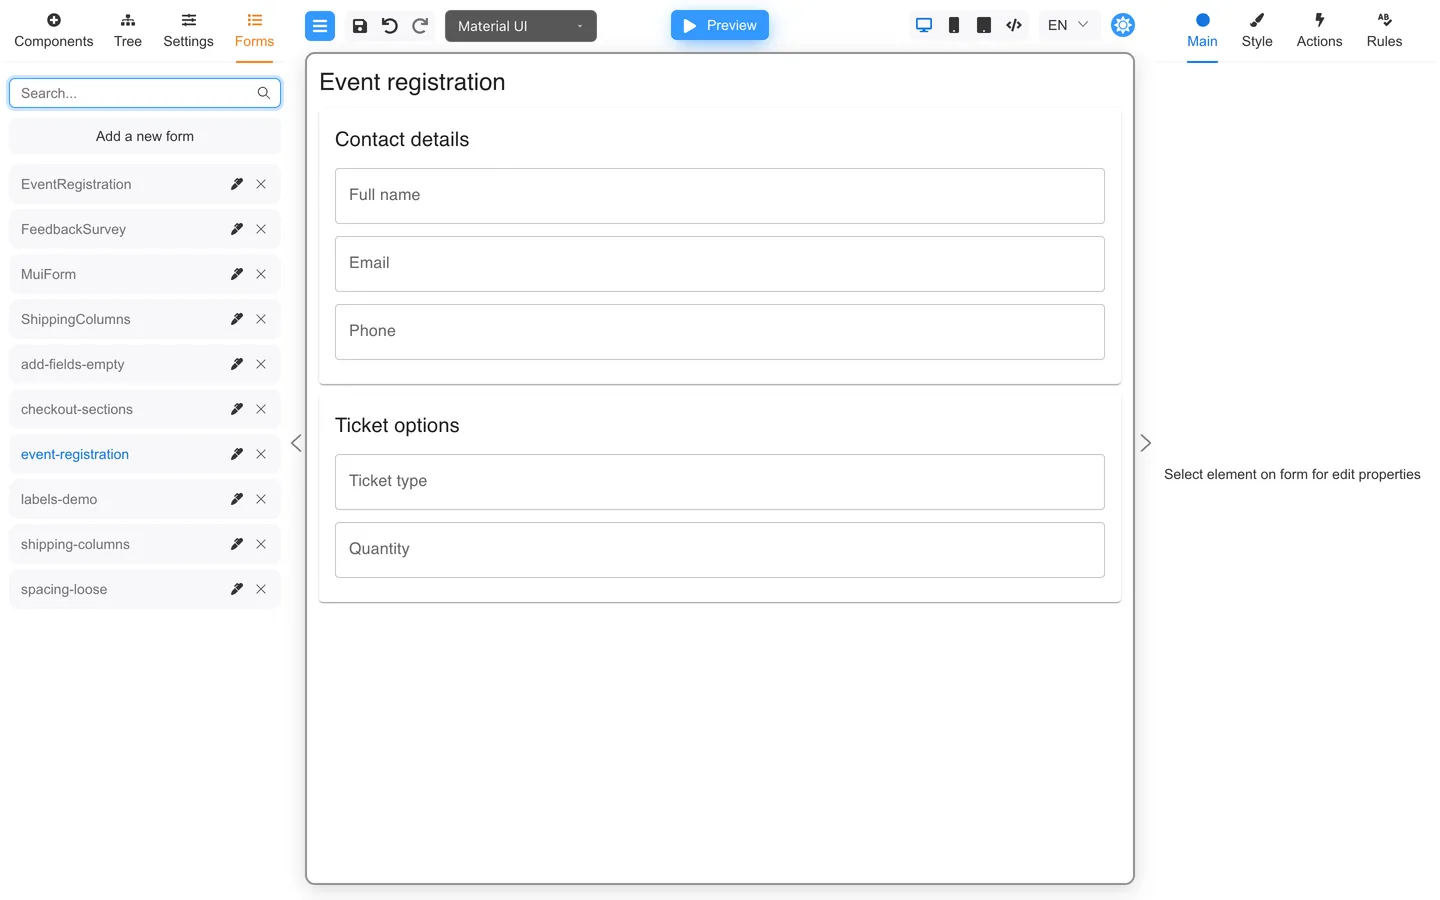 Components
Tree
Settings
Forms
Material UI
Preview
EN
Main
Style
Actions
AB
Rules
Search...
Add a new form
EventRegistration
FeedbackSurvey
MuiForm
ShippingColumns
add-fields-empty
checkout-sections
event-registration
labels-demo
shipping-columns
spacing-loose
Event registration
Contact details
Full name
Email
Phone
Ticket options
Ticket type
Quantity
Select element on form for edit properties